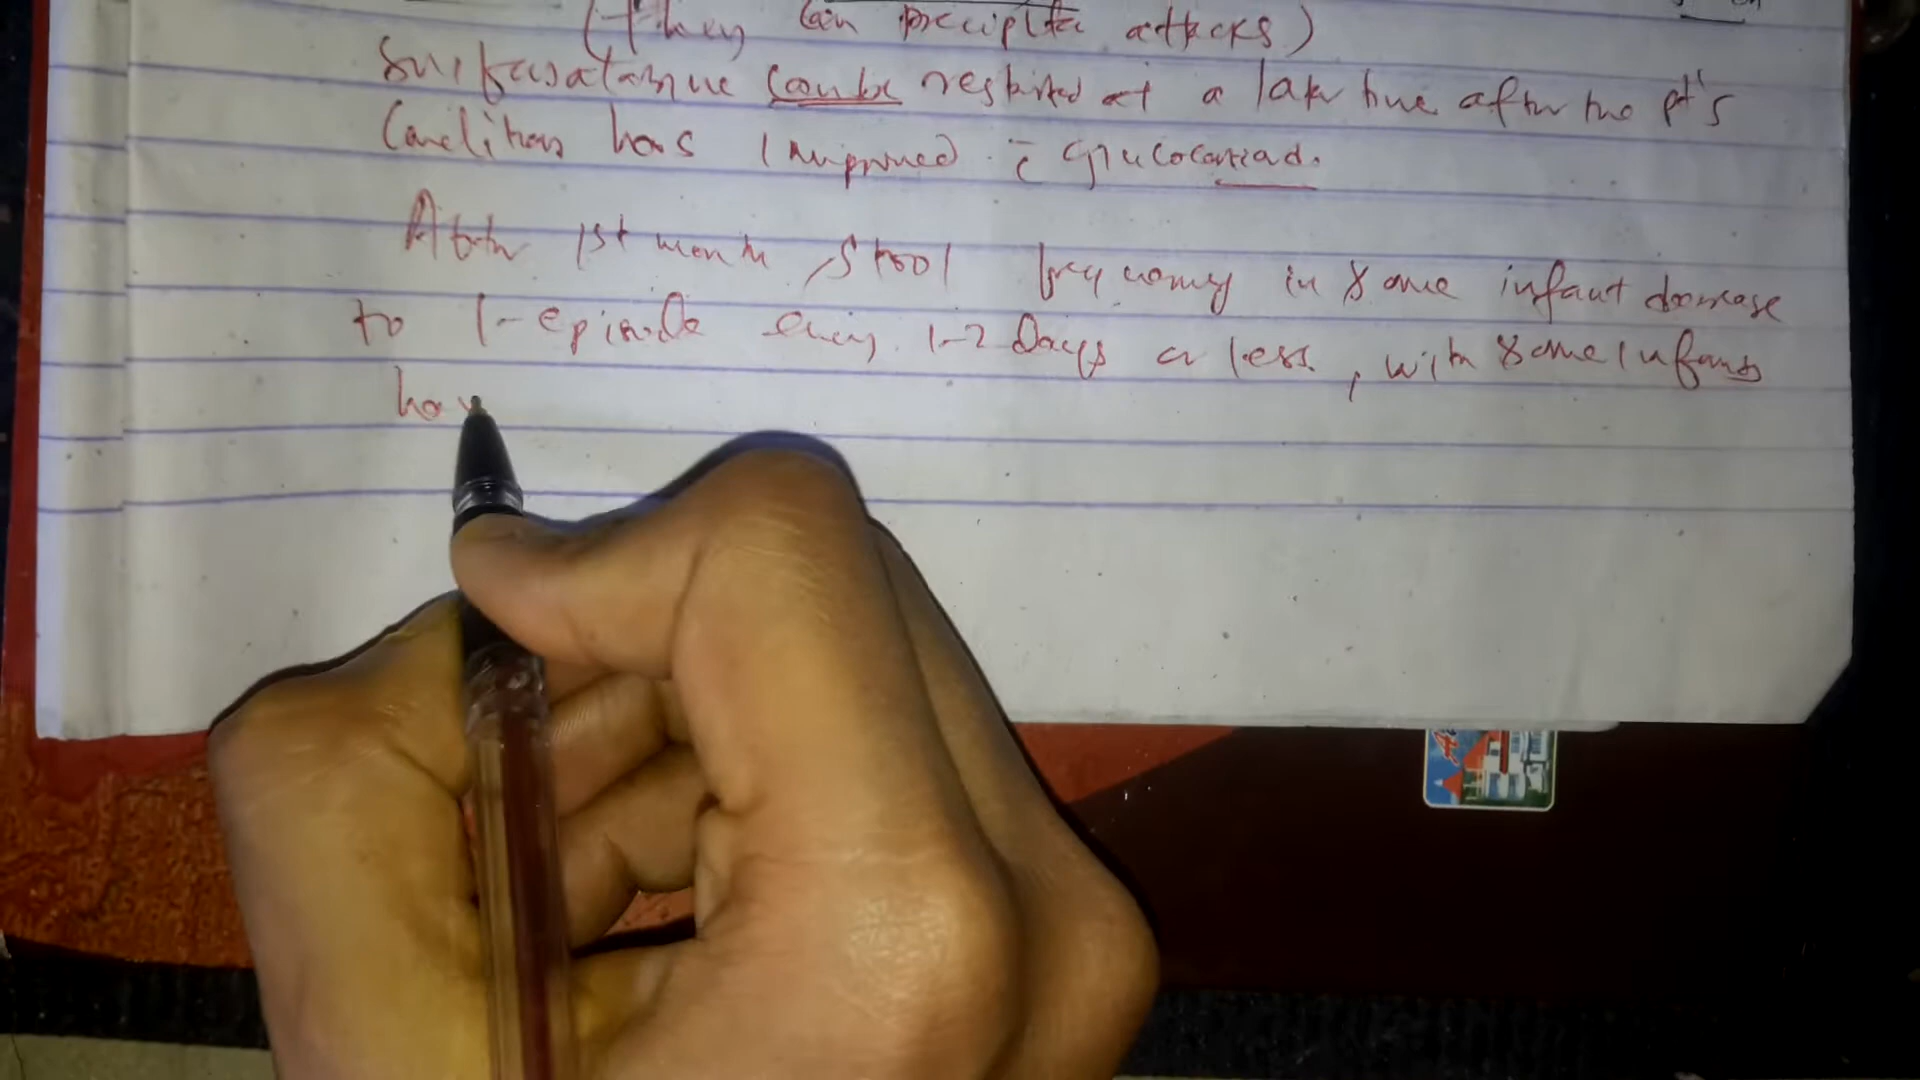 (They can precipitate attacks)
Sulfasalazine can be restarted at a later time after the pt's
Condition has improved c̄ Glucocorticoid.
After 1st month, Stool frequency in some infant decrease
to 1-episode every 1-2 Days or less, with some infants
hav